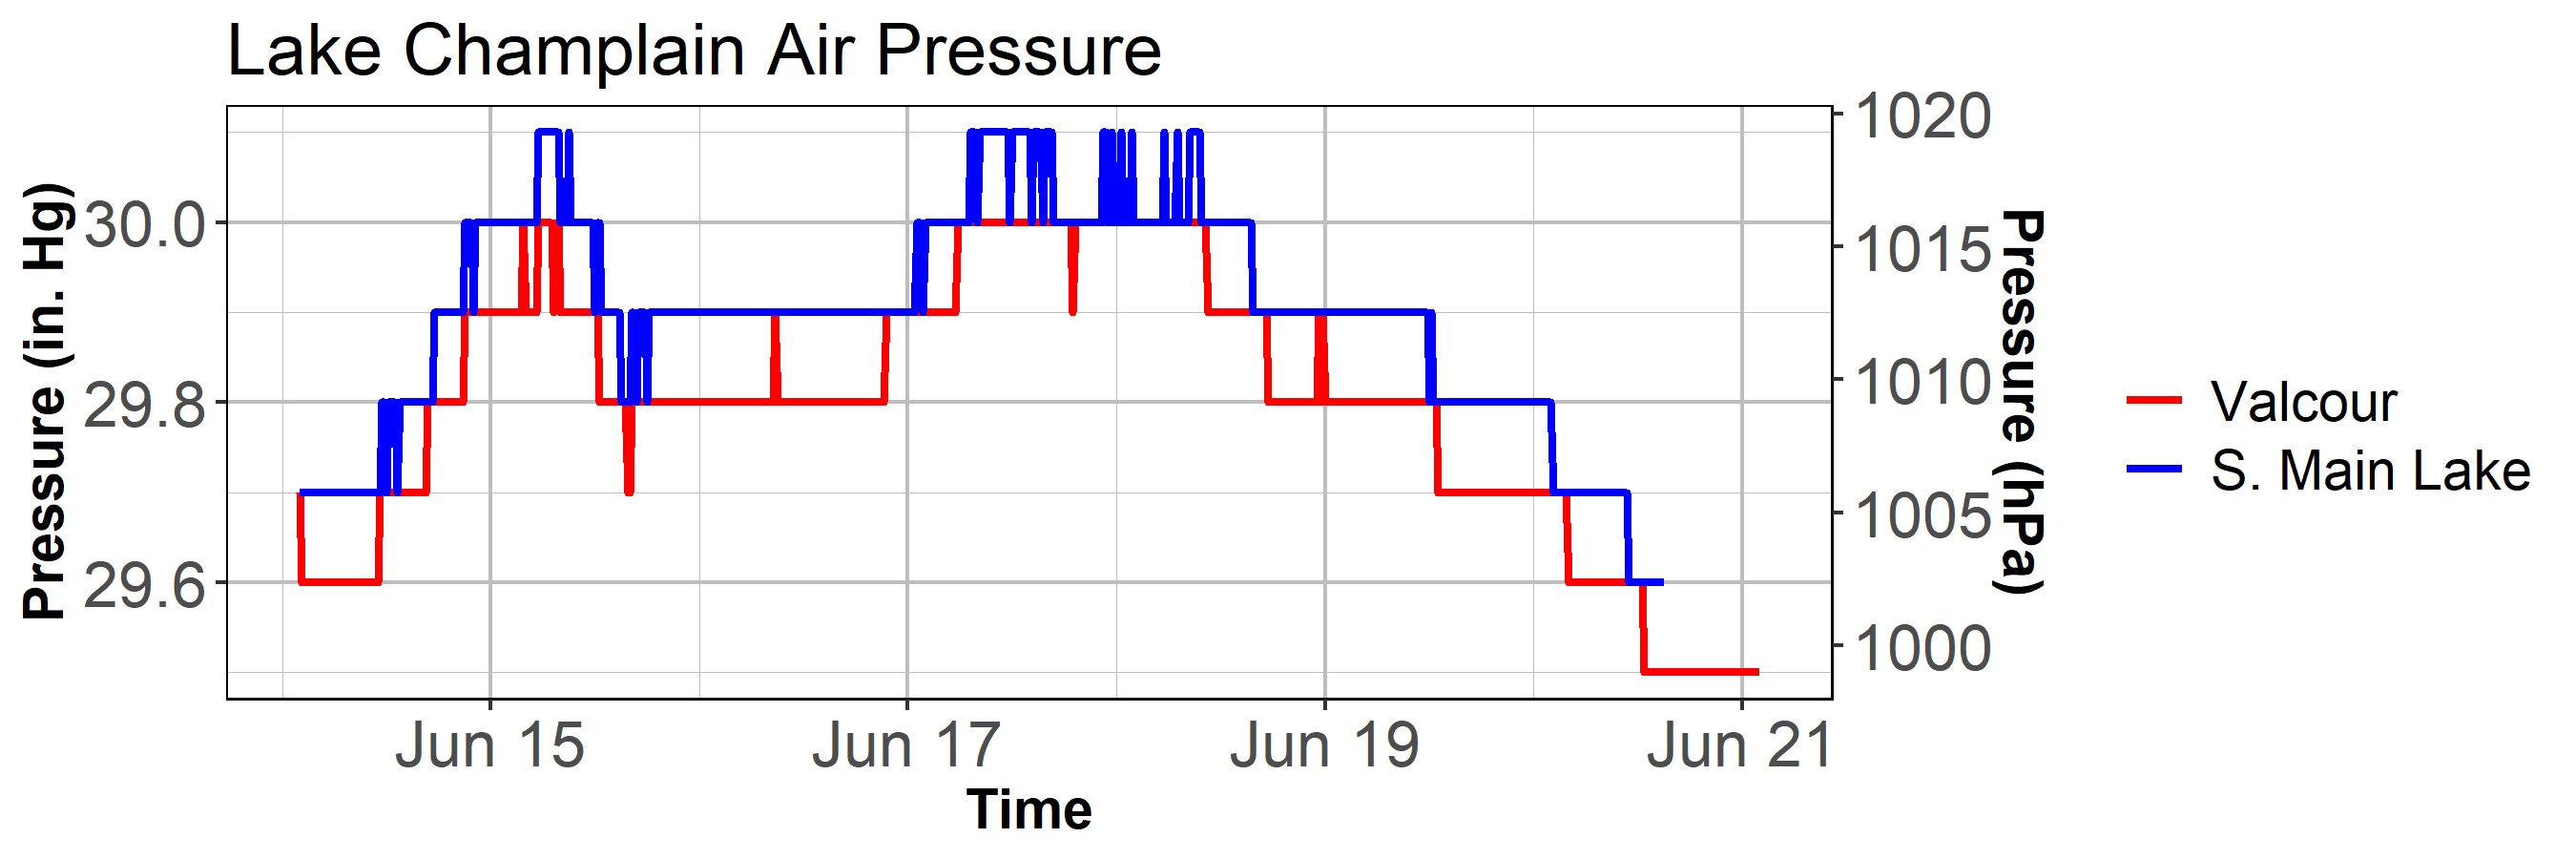 Lake Champlain Air Pressure
Pressure (in. Hg)
30.0
29.8
29.6
1020
1015
1010
1005
1000
Pressure (hPa)
Valcour
S. Main Lake
Jun 15
Jun 17
Jun 19
Jun 21
Time